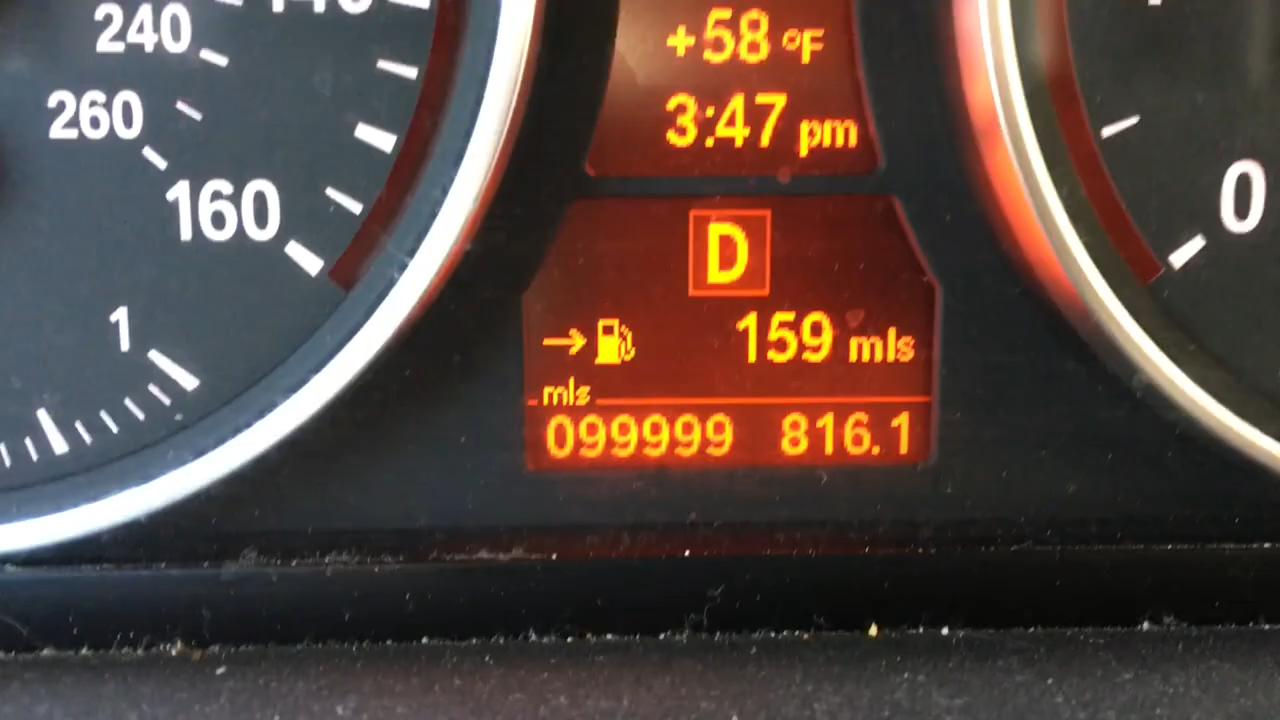 240
260
160
1
+58 °F
3:47 pm
D
→ 159 mls
mls
099999 816.1
0